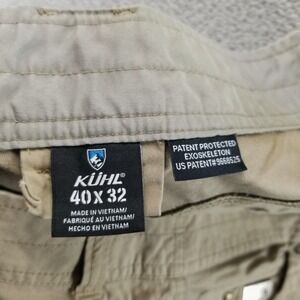 KÜHL®
40 X 32
MADE IN VIETNAM/
FABRIQUÉ AU VIETNAM/
HECHO EN VIETNAM
PATENT PROTECTED
EXOSKELETON
US PATENT# 9668525